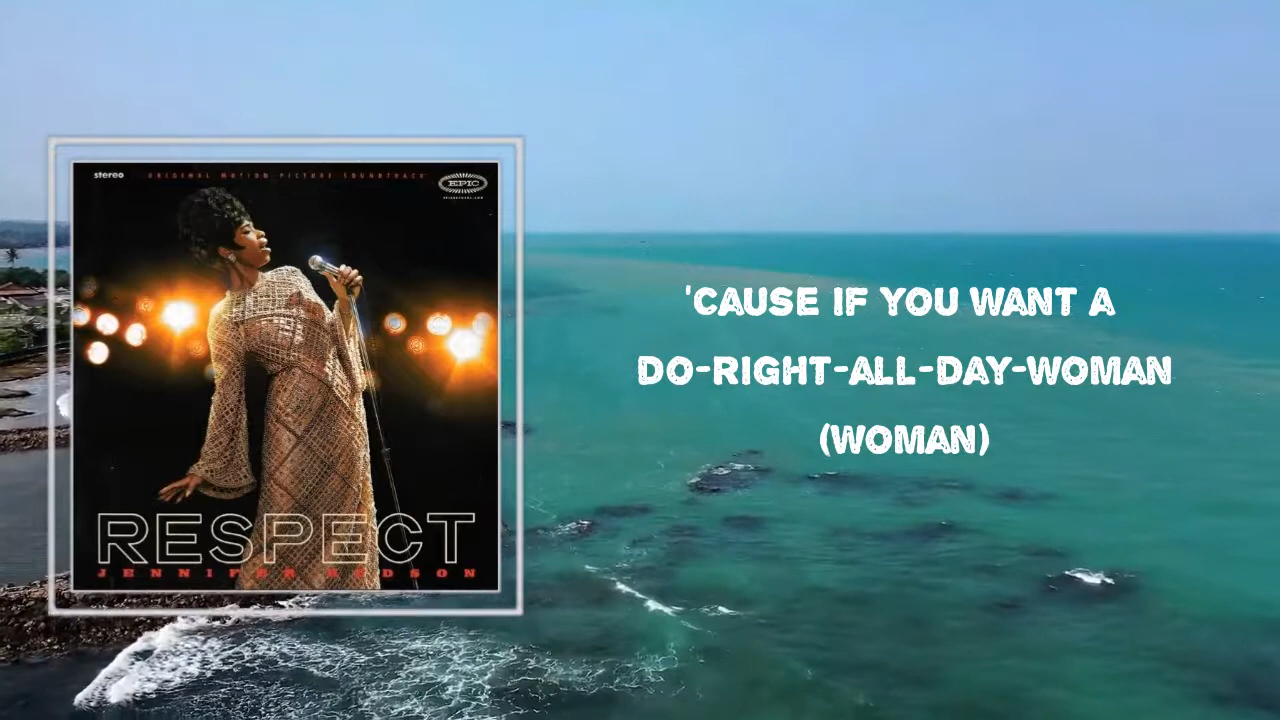 stereo
ORIGINAL MOTION PICTURE SOUNDTRACK
EPIC
RESPECT
JENNIFER HUDSON
'CAUSE IF YOU WANT A
DO-RIGHT-ALL-DAY-WOMAN
(WOMAN)